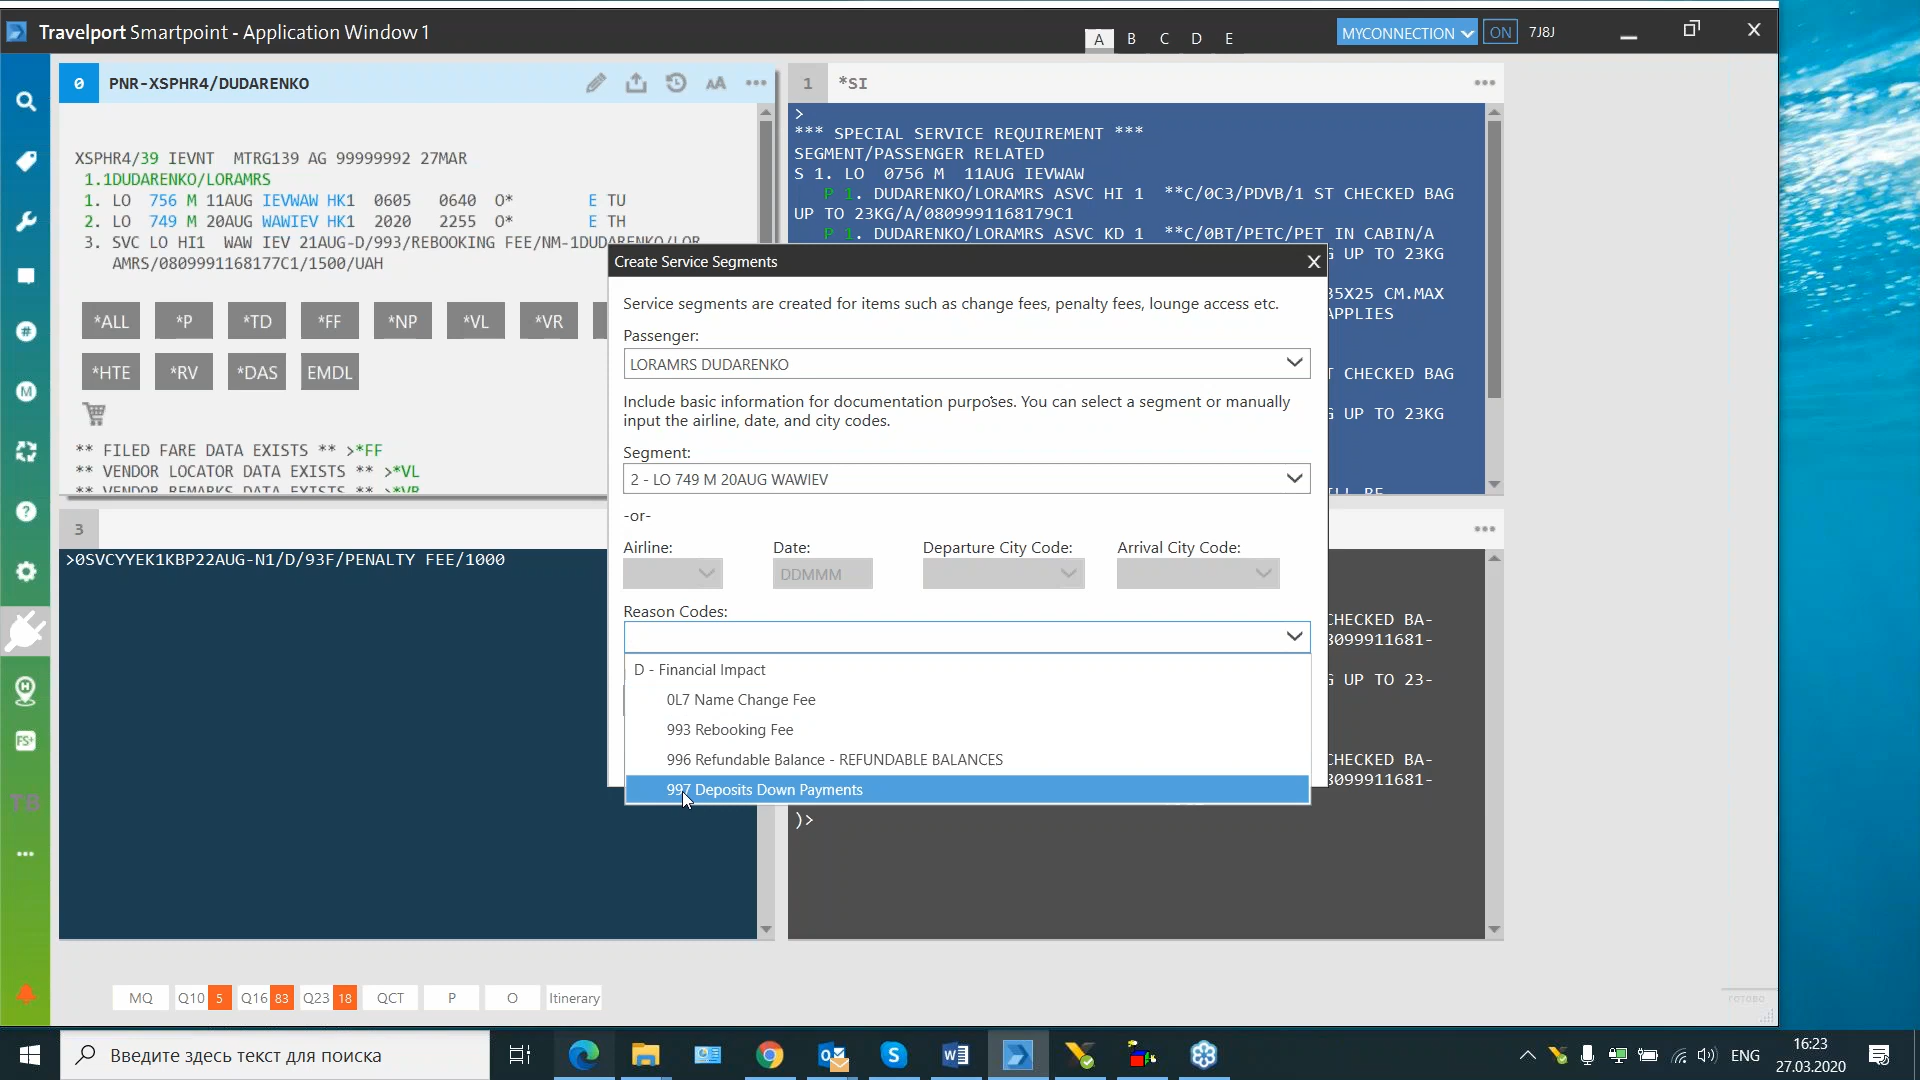 Travelport Smartpoint - Application Window 1
A B C D E
MYCONNECTION ON 7J8J
0 PNR-XSPHR4/DUDARENKO AA
XSPHR4/39 IEVNT MTRG139 AG 99999992 27MAR
1.1DUDARENKO/LORAMRS
1. LO 756 M 11AUG IEVWAW HK1 0605 0640 O* E TU
2. LO 749 M 20AUG WAWIEV HK1 2020 2255 O* E TH
3. SVC LO HI1 WAW IEV 21AUG-D/993/REBOOKING FEE/NM-1DUDARENKO/LOR
AMRS/0809991168177C1/1500/UAH
*ALL *P *TD *FF *NP *VL *VR
*HTE *RV *DAS EMDL
** FILED FARE DATA EXISTS ** >*FF
** VENDOR LOCATOR DATA EXISTS ** >*VL
** VENDOR REMARKS DATA EXISTS ** >*VR
1 *SI
>
*** SPECIAL SERVICE REQUIREMENT ***
SEGMENT/PASSENGER RELATED
S 1. LO 0756 M 11AUG IEVWAW
P 1. DUDARENKO/LORAMRS ASVC HI 1 **C/0C3/PDVB/1 ST CHECKED BAG
UP TO 23KG/A/0809991168179C1
P 1. DUDARENKO/LORAMRS ASVC KD 1 **C/0BT/PETC/PET IN CABIN/A
UP TO 23KG
35X25 CM.MAX
APPLIES
CHECKED BAG
UP TO 23KG
Create Service Segments X
Service segments are created for items such as change fees, penalty fees, lounge access etc.
Passenger:
LORAMRS DUDARENKO
Include basic information for documentation purposes. You can select a segment or manually
input the airline, date, and city codes.
Segment:
2 - LO 749 M 20AUG WAWIEV
-or-
Airline: Date: Departure City Code: Arrival City Code:
DDMMM
Reason Codes:
D - Financial Impact
0L7 Name Change Fee
993 Rebooking Fee
996 Refundable Balance - REFUNDABLE BALANCES
997 Deposits Down Payments
3
>0SVCYYEK1KBP22AUG-N1/D/93F/PENALTY FEE/1000
CHECKED BA-
8099911681-
UP TO 23-
CHECKED BA-
8099911681-
)>
M
H
FS+
TB
MQ Q10 5 Q16 83 Q23 18 QCT P O Itinerary
готово
Введите здесь текст для поиска
ENG
16:23
27.03.2020